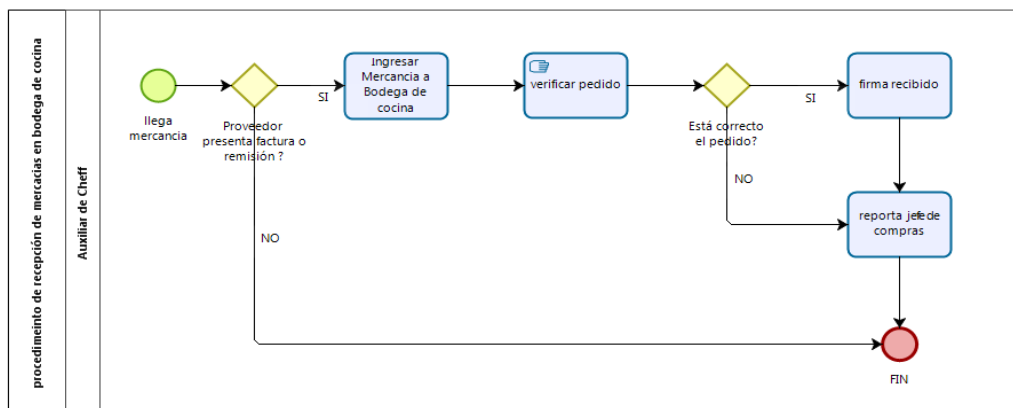 procedimeinto de recepción de mercacias en bodega de cocina
Auxiliar de Cheff
llega
mercancia
Proveedor
presenta factura o
remisión ?
SI
NO
Ingresar
Mercancia a
Bodega de
cocina
verificar pedido
Está correcto
el pedido?
SI
NO
firma recibido
reporta jefe de
compras
FIN